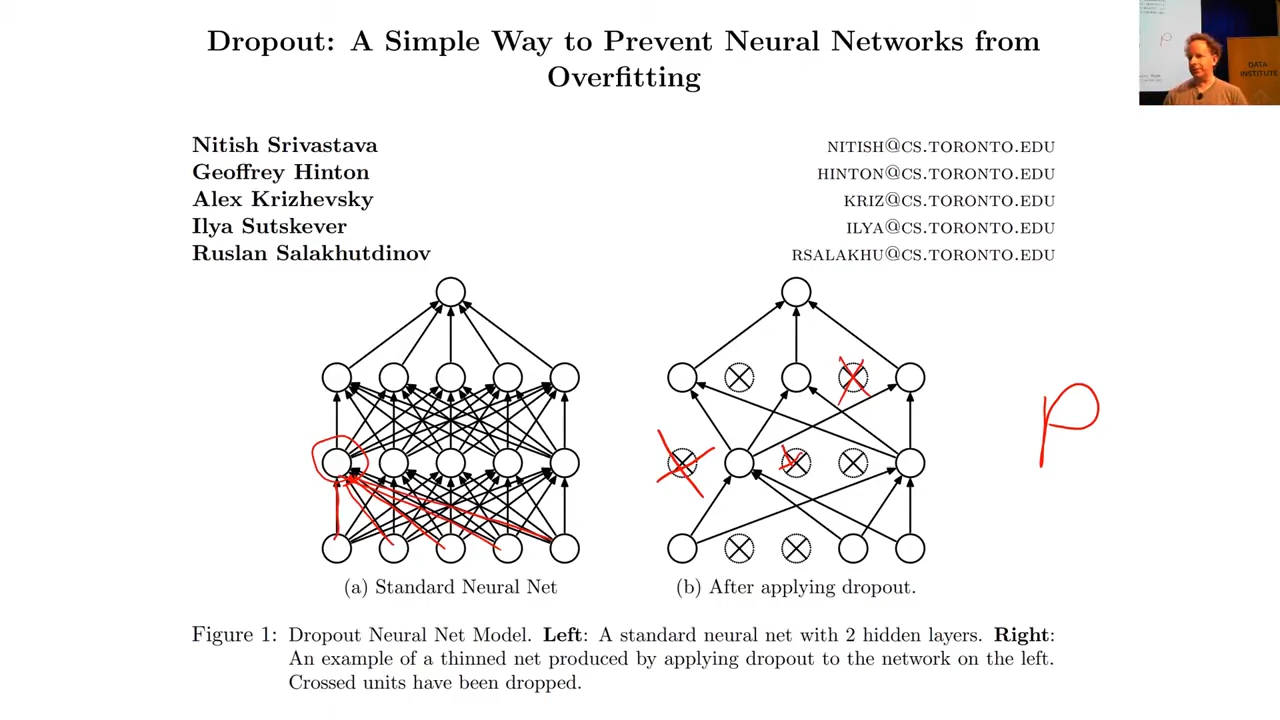 Dropout: A Simple Way to Prevent Neural Networks from
Overfitting
Nitish Srivastava
NITISH@CS.TORONTO.EDU
Geoffrey Hinton
HINTON@CS.TORONTO.EDU
Alex Krizhevsky
KRIZ@CS.TORONTO.EDU
Ilya Sutskever
ILYA@CS.TORONTO.EDU
Ruslan Salakhutdinov
RSALAKHU@CS.TORONTO.EDU
(a) Standard Neural Net
(b) After applying dropout.
p
Figure 1: Dropout Neural Net Model. Left: A standard neural net with 2 hidden layers. Right:
An example of a thinned net produced by applying dropout to the network on the left.
Crossed units have been dropped.
DATA
INSTITUTE